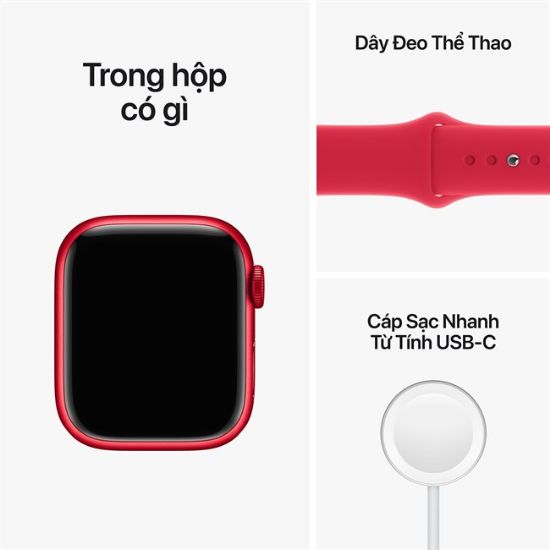 Trong hộp
có gì
Dây Đeo Thể Thao
Cáp Sạc Nhanh
Từ Tính USB-C